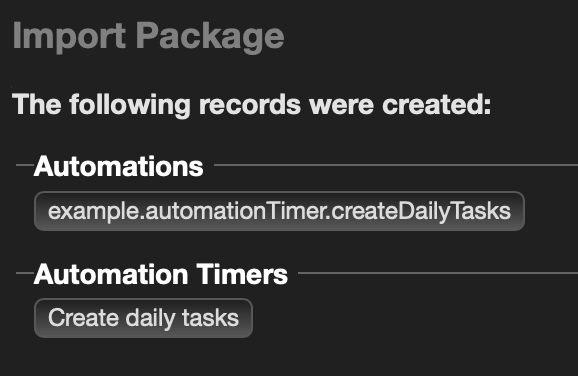 Import Package
The following records were created:
Automations
example.automationTimer.createDailyTasks
Automation Timers
Create daily tasks